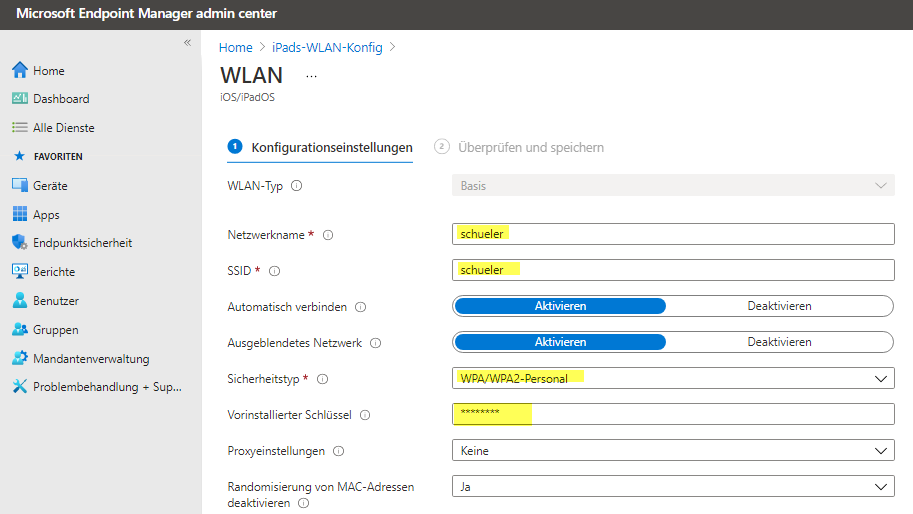 Microsoft Endpoint Manager admin center
«
Home
Dashboard
Alle Dienste
FAVORITEN
Geräte
Apps
Endpunktsicherheit
Berichte
Benutzer
Gruppen
Mandantenverwaltung
Problembehandlung + Sup...
Home > iPads-WLAN-Konfig >
WLAN ...
iOS/iPadOS
1 Konfigurationseinstellungen 2 Überprüfen und speichern
WLAN-Typ Basis
Netzwerkname * schueler
SSID * schueler
Automatisch verbinden Aktivieren Deaktivieren
Ausgeblendetes Netzwerk Aktivieren Deaktivieren
Sicherheitstyp * WPA/WPA2-Personal
Vorinstallierter Schlüssel ********
Proxyeinstellungen Keine
Randomisierung von MAC-Adressen Ja
deaktivieren